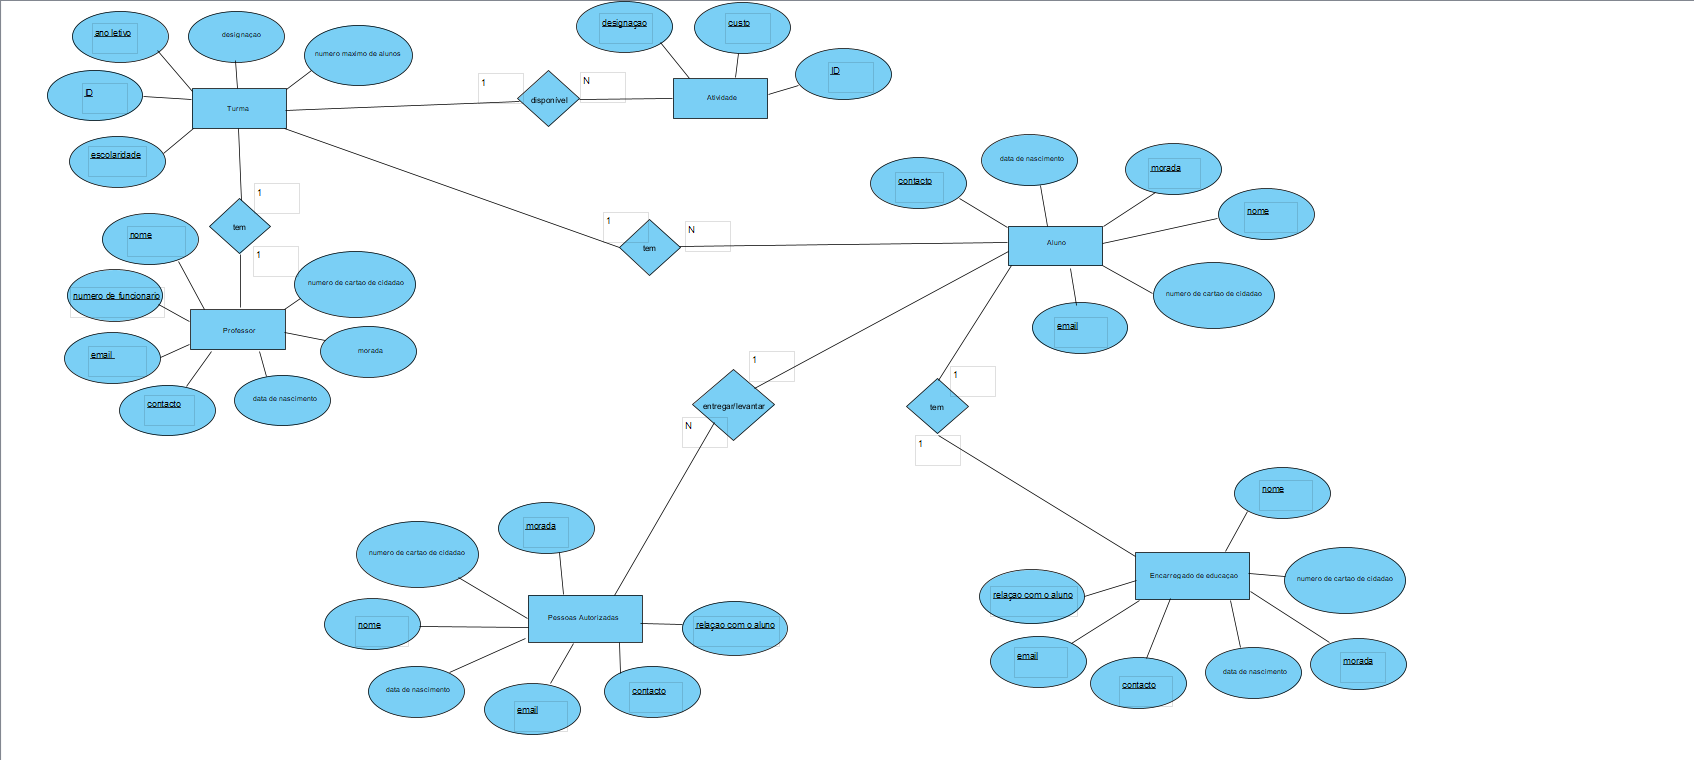 ano letivo
designaçao
numero maximo de alunos
ID
Turma
escolaridade
1
disponível
N
designaçao
custo
ID
Atividade
1
tem
1
nome
numero de funcionario
email
contacto
data de nascimento
morada
numero de cartao de cidadao
Professor
1
tem
N
contacto
data de nascimento
morada
nome
Aluno
numero de cartao de cidadao
email
1
entregar/levantar
N
1
tem
1
numero de cartao de cidadao
morada
nome
Pessoas Autorizadas
relaçao com o aluno
data de nascimento
email
contacto
nome
Encarregado de educaçao
numero de cartao de cidadao
relaçao com o aluno
email
contacto
data de nascimento
morada